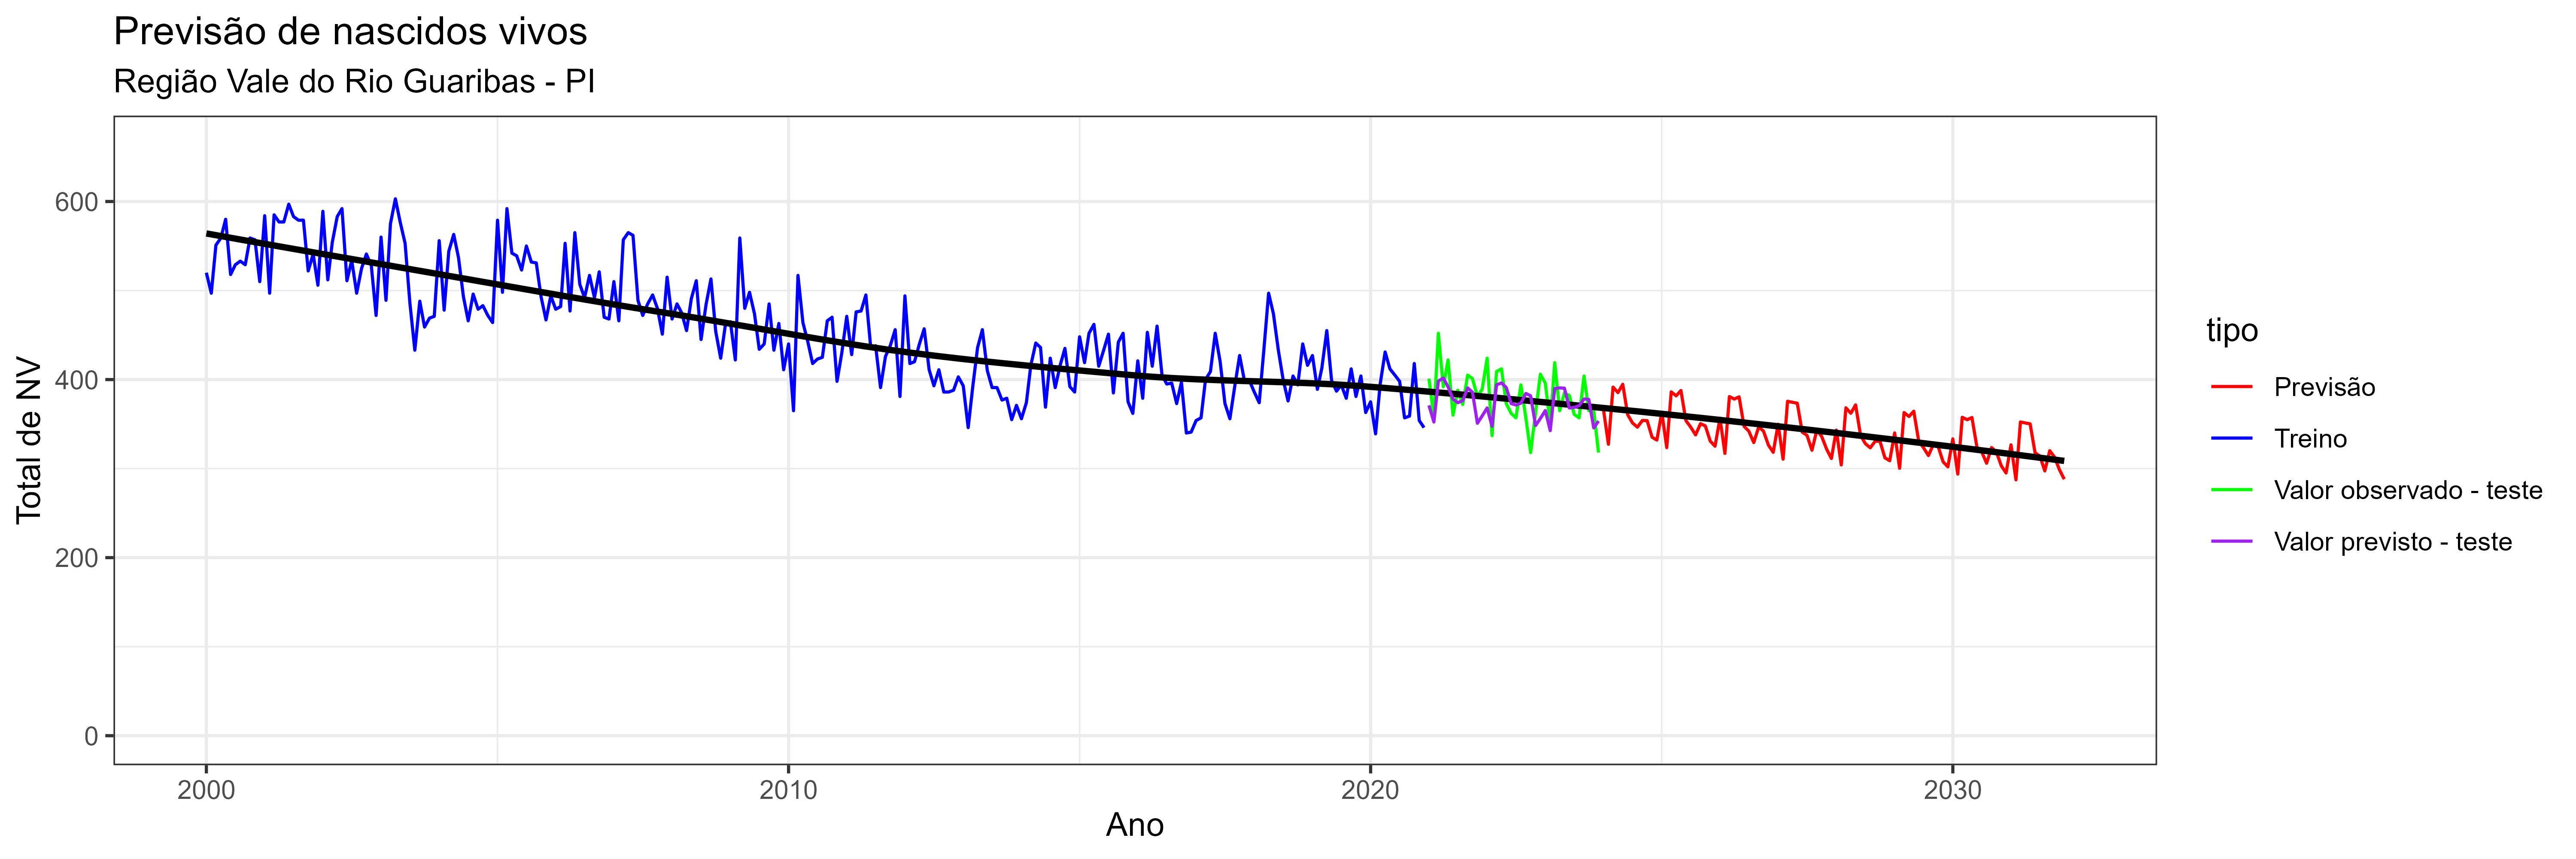 Previsão de nascidos vivos
Região Vale do Rio Guaribas - PI
Total de NV
600
400
200
0
2000
2010
2020
2030
Ano
tipo
Previsão
Treino
Valor observado - teste
Valor previsto - teste